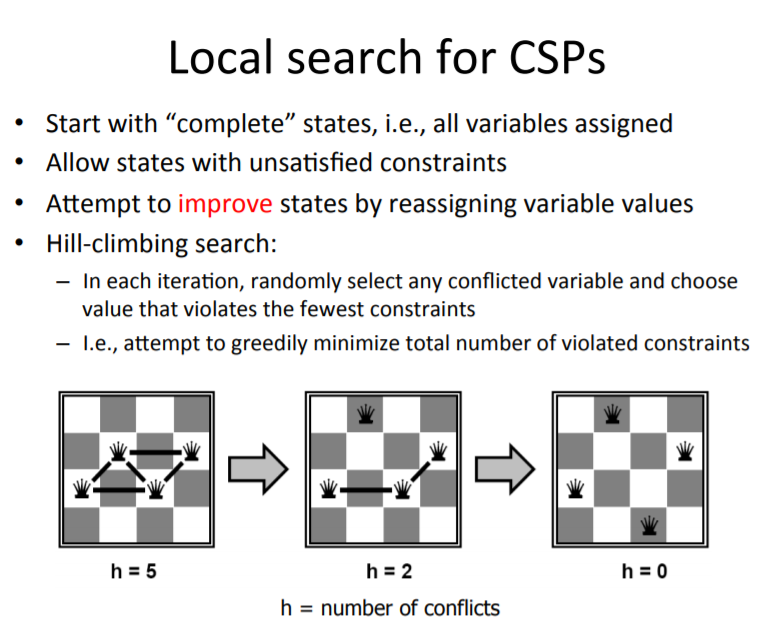 Local search for CSPs
• Start with “complete” states, i.e., all variables assigned
• Allow states with unsatisfied constraints
• Attempt to improve states by reassigning variable values
• Hill-climbing search:
– In each iteration, randomly select any conflicted variable and choose
value that violates the fewest constraints
– I.e., attempt to greedily minimize total number of violated constraints
h = 5
h = 2
h = 0
h = number of conflicts